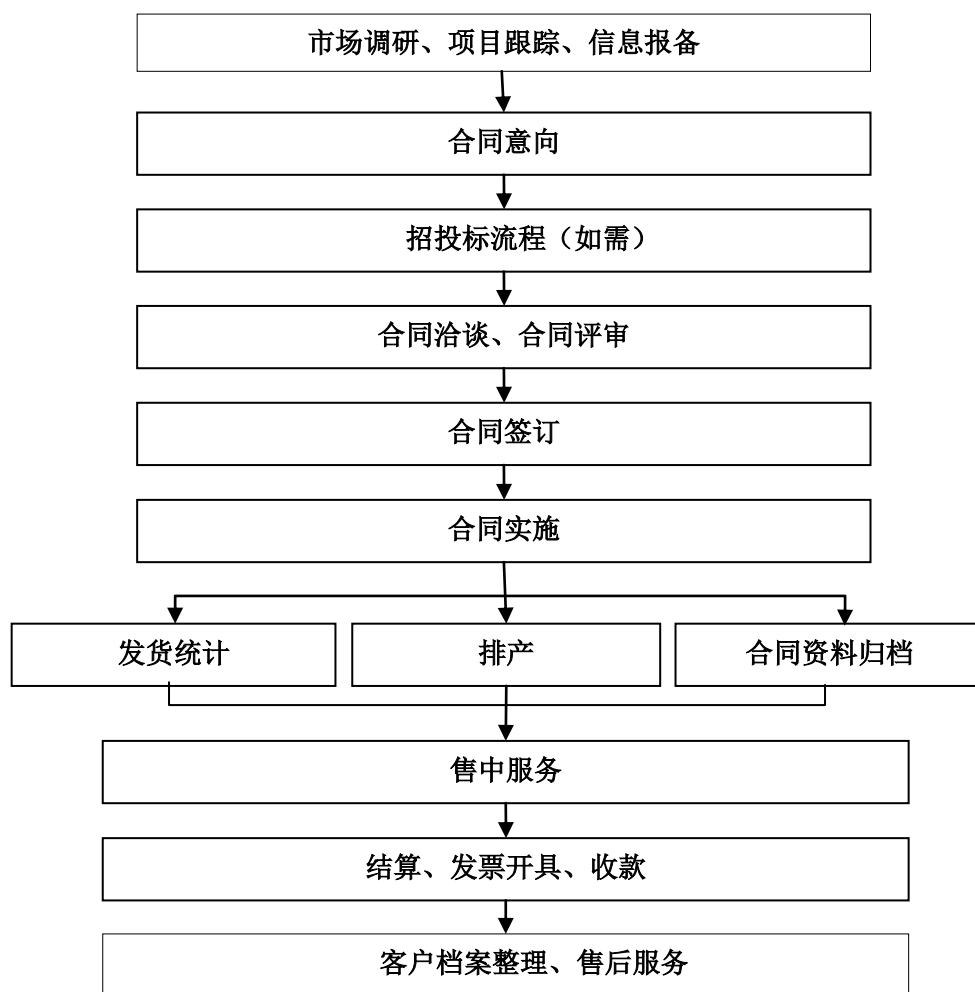 市场调研、项目跟踪、信息报备
合同意向
招投标流程（如需）
合同洽谈、合同评审
合同签订
合同实施
发货统计
排产
合同资料归档
售中服务
结算、发票开具、收款
客户档案整理、售后服务